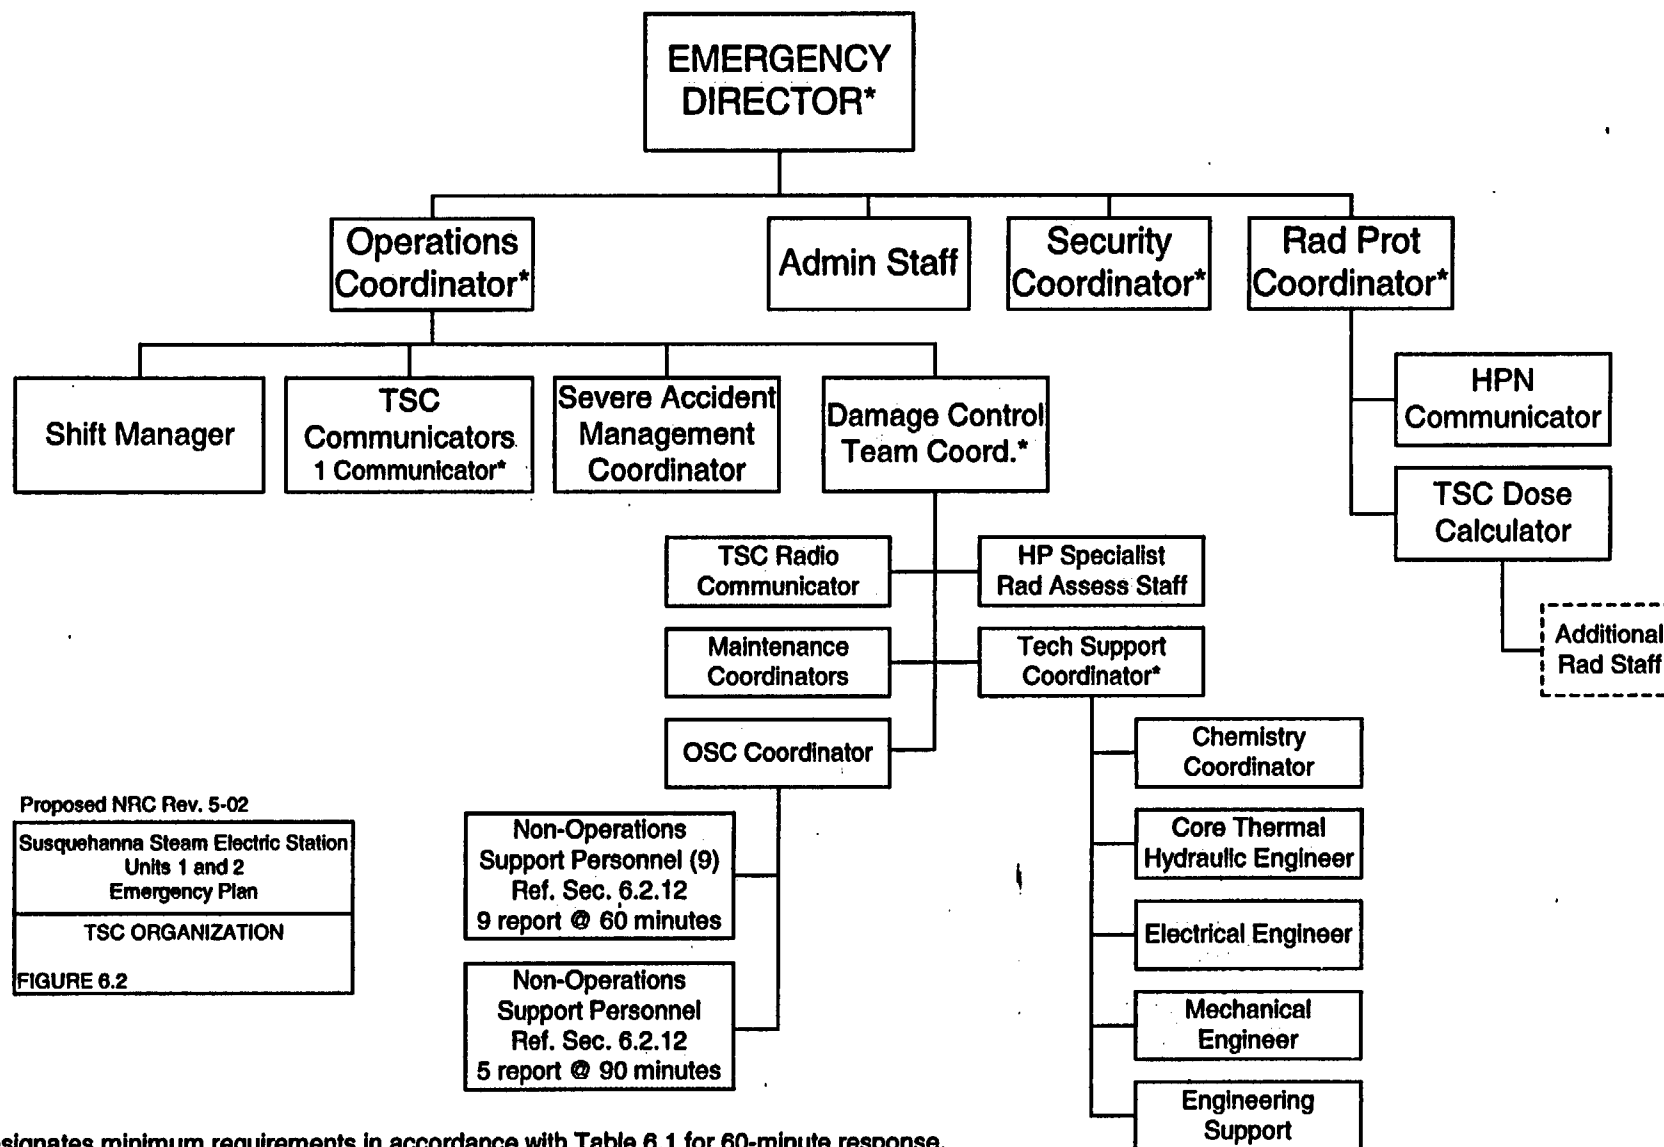 EMERGENCY
DIRECTOR*
Operations
Coordinator*
Admin Staff
Security
Coordinator*
Rad Prot
Coordinator*
Shift Manager
TSC
Communicators
1 Communicator*
Severe Accident
Management
Coordinator
Damage Control
Team Coord.*
HPN
Communicator
TSC Dose
Calculator
Additional
Rad Staff
TSC Radio
Communicator
HP Specialist
Rad Assess Staff
Maintenance
Coordinators
Tech Support
Coordinator*
OSC Coordinator
Chemistry
Coordinator
Core Thermal
Hydraulic Engineer
Electrical Engineer
Mechanical
Engineer
Engineering
Support
Non-Operations
Support Personnel (9)
Ref. Sec. 6.2.12
9 report @ 60 minutes
Non-Operations
Support Personnel
Ref. Sec. 6.2.12
5 report @ 90 minutes
Proposed NRC Rev. 5-02
Susquehanna Steam Electric Station
Units 1 and 2
Emergency Plan
TSC ORGANIZATION
FIGURE 6.2
minimum requirements in accordance with Table 6.1 for 60-minute response.